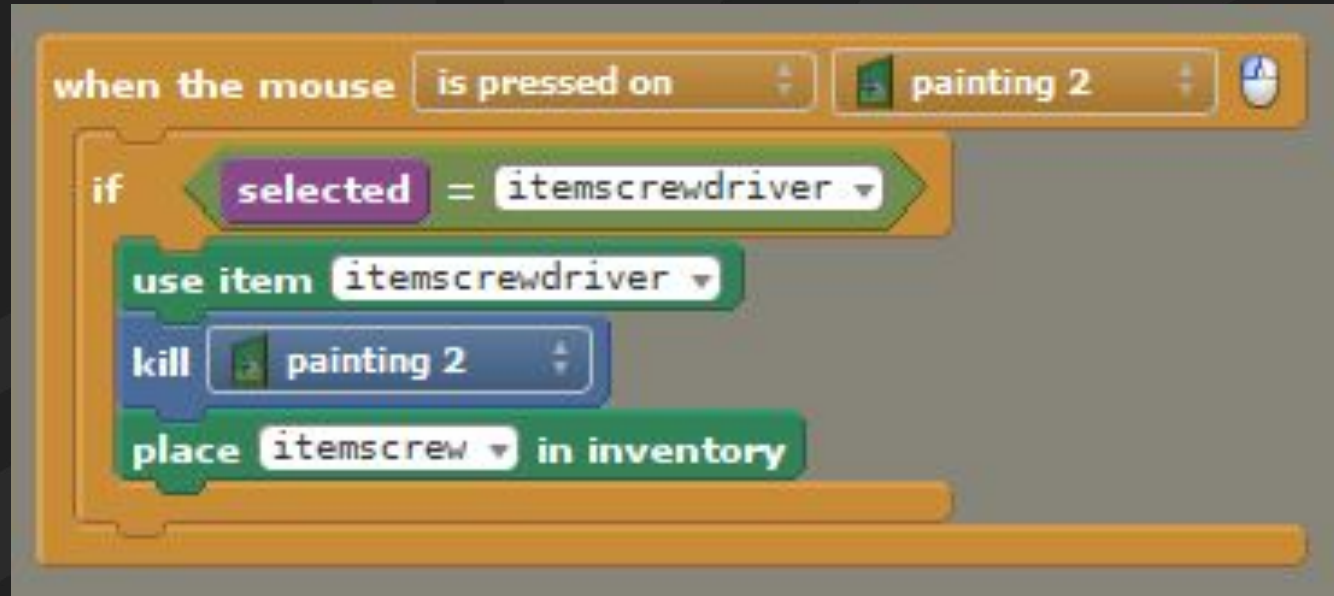 when the mouse is pressed on painting 2
if selected = itemscrewdriver
use item itemscrewdriver
kill painting 2
place itemscrew in inventory